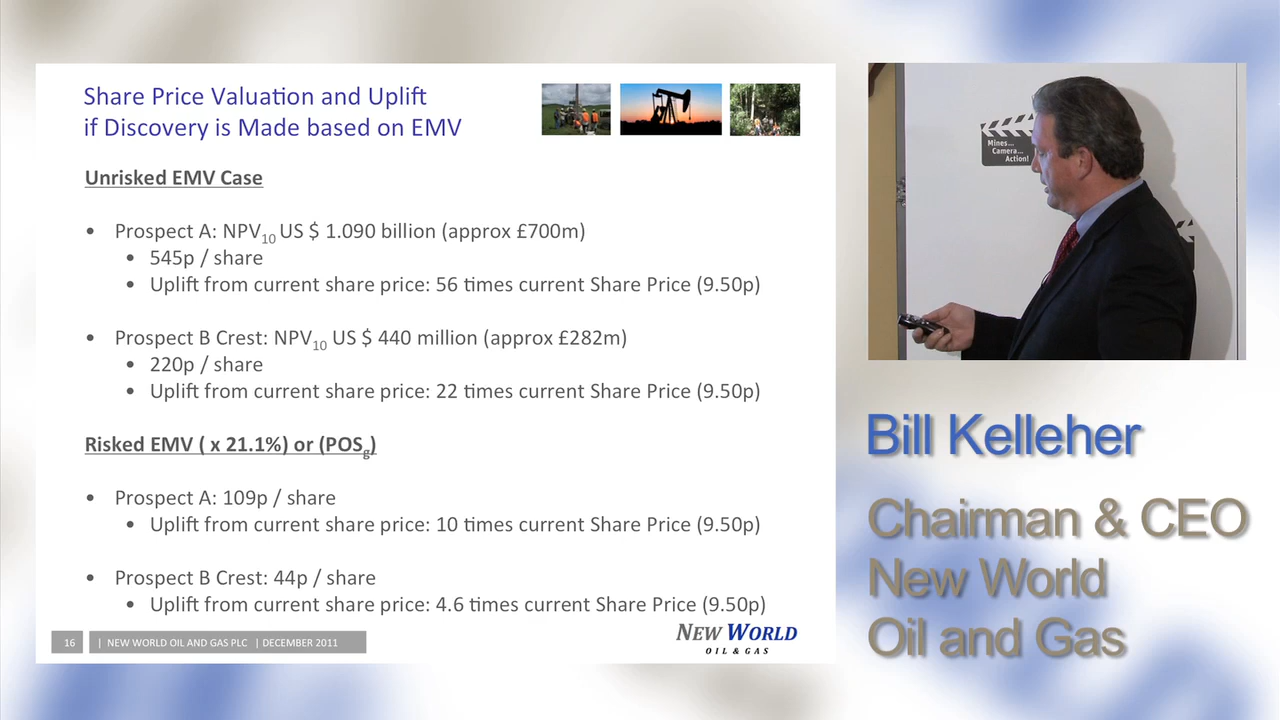 Share Price Valuation and Uplift
if Discovery is Made based on EMV
Unrisked EMV Case
• Prospect A: NPV10 US $ 1.090 billion (approx £700m)
• 545p / share
• Uplift from current share price: 56 times current Share Price (9.50p)
• Prospect B Crest: NPV10 US $ 440 million (approx £282m)
• 220p / share
• Uplift from current share price: 22 times current Share Price (9.50p)
Risked EMV ( x 21.1%) or (POSg)
• Prospect A: 109p / share
• Uplift from current share price: 10 times current Share Price (9.50p)
• Prospect B Crest: 44p / share
• Uplift from current share price: 4.6 times current Share Price (9.50p)
16 | NEW WORLD OIL AND GAS PLC | DECEMBER 2011
NEW WORLD
OIL & GAS
Mines...
Camera...
Action!
Bill Kelleher
Chairman & CEO
New World
Oil and Gas